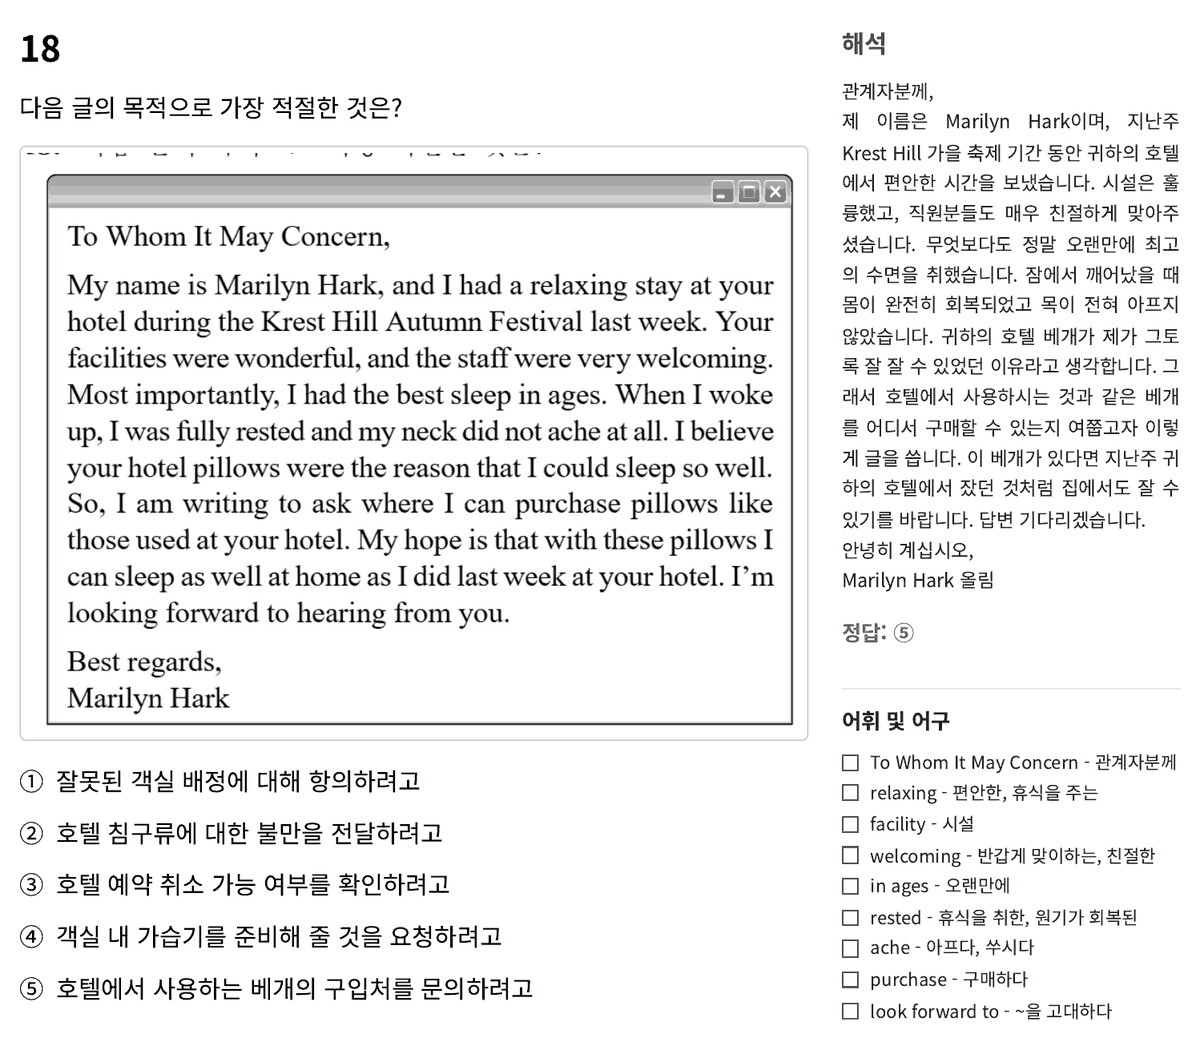 18
다음 글의 목적으로 가장 적절한 것은?
To Whom It May Concern,
My name is Marilyn Hark, and I had a relaxing stay at your
hotel during the Krest Hill Autumn Festival last week. Your
facilities were wonderful, and the staff were very welcoming.
Most importantly, I had the best sleep in ages. When I woke
up, I was fully rested and my neck did not ache at all. I believe
your hotel pillows were the reason that I could sleep so well.
So, I am writing to ask where I can purchase pillows like
those used at your hotel. My hope is that with these pillows I
can sleep as well at home as I did last week at your hotel. I’m
looking forward to hearing from you.
Best regards,
Marilyn Hark
① 잘못된 객실 배정에 대해 항의하려고
② 호텔 침구류에 대한 불만을 전달하려고
③ 호텔 예약 취소 가능 여부를 확인하려고
④ 객실 내 가습기를 준비해 줄 것을 요청하려고
⑤ 호텔에서 사용하는 베개의 구입처를 문의하려고
해석
관계자분께,
제 이름은 Marilyn Hark이며, 지난주
Krest Hill 가을 축제 기간 동안 귀하의 호텔
에서 편안한 시간을 보냈습니다. 시설은 훌
륭했고, 직원분들도 매우 친절하게 맞아주
셨습니다. 무엇보다도 정말 오랜만에 최고
의 수면을 취했습니다. 잠에서 깨어났을 때
몸이 완전히 회복되었고 목이 전혀 아프지
않았습니다. 귀하의 호텔 베개가 제가 그토
록 잘 잘 수 있었던 이유라고 생각합니다. 그
래서 호텔에서 사용하시는 것과 같은 베개
를 어디서 구매할 수 있는지 여쭙고자 이렇
게 글을 씁니다. 이 베개가 있다면 지난주 귀
하의 호텔에서 잤던 것처럼 집에서도 잘 수
있기를 바랍니다. 답변 기다리겠습니다.
안녕히 계십시오,
Marilyn Hark 올림
정답: ⑤
어휘 및 어구
To Whom It May Concern - 관계자분께
relaxing - 편안한, 휴식을 주는
facility - 시설
welcoming - 반갑게 맞이하는, 친절한
in ages - 오랜만에
rested - 휴식을 취한, 원기가 회복된
ache - 아프다, 쑤시다
purchase - 구매하다
look forward to - ~을 고대하다